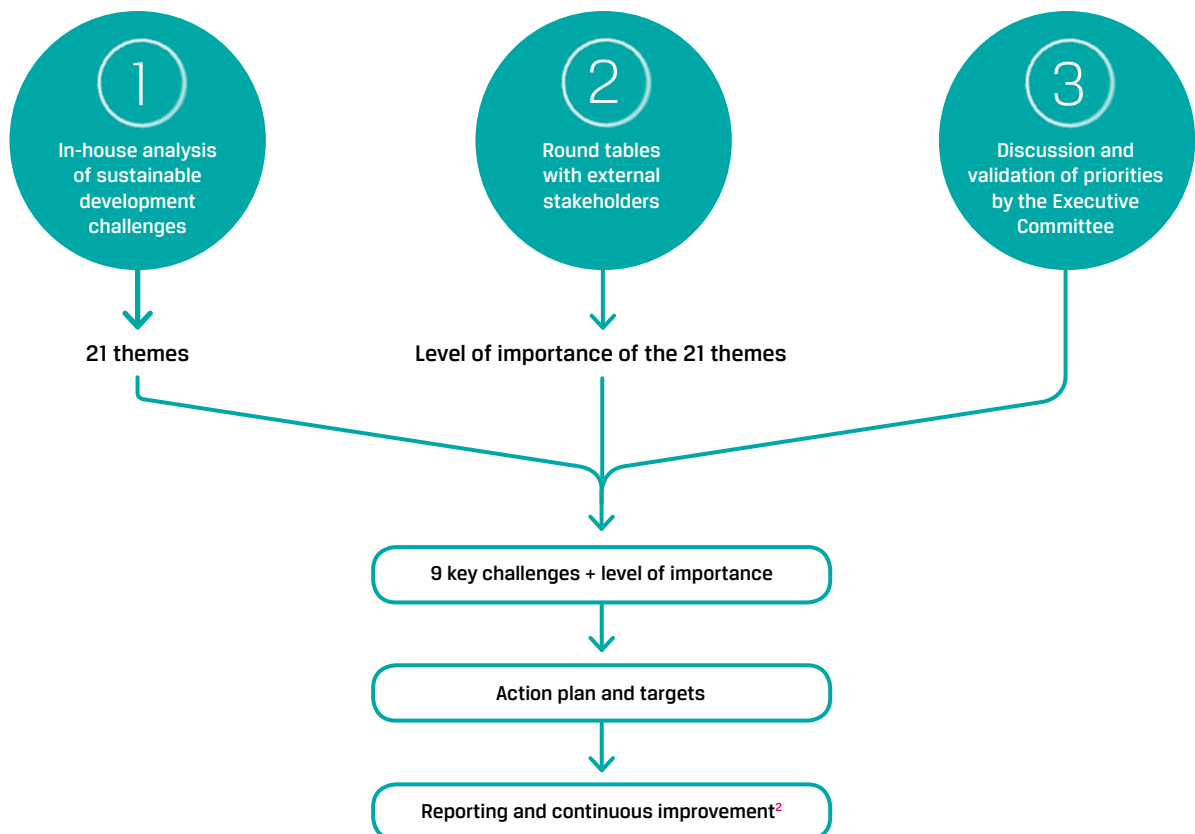 1
In-house analysis
of sustainable
development
challenges
2
Round tables
with external
stakeholders
3
Discussion and
validation of priorities
by the Executive
Committee
21 themes
Level of importance of the 21 themes
9 key challenges + level of importance
Action plan and targets
Reporting and continuous improvement²